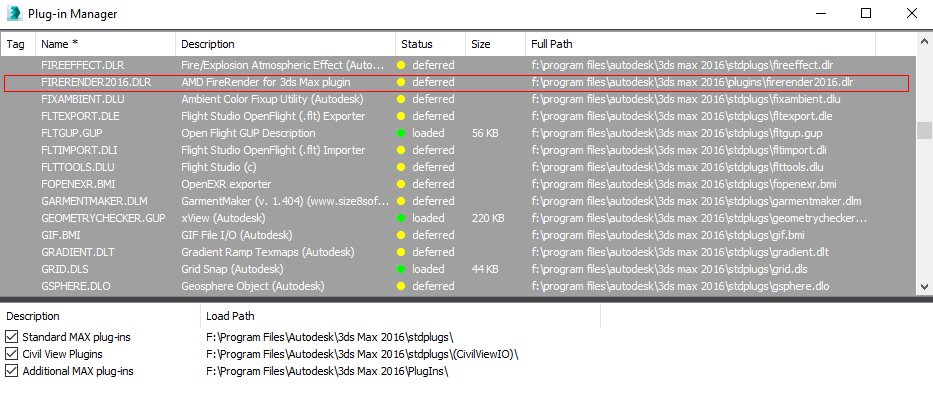 Plug-in Manager
Tag Name * Description Status Size Full Path
FIREEFFECT.DLR Fire/Explosion Atmospheric Effect (Auto... deferred f:\program files\autodesk\3ds max 2016\stdplugs\fireeffect.dlr
FIRERENDER2016.DLR AMD FireRender for 3ds Max plugin deferred f:\program files\autodesk\3ds max 2016\plugins\firerender2016.dlr
FIXAMBIENT.DLU Ambient Color Fixup Utility (Autodesk) deferred f:\program files\autodesk\3ds max 2016\stdplugs\fixambient.dlu
FLTEXPORT.DLE Flight Studio OpenFlight (.flt) Exporter deferred f:\program files\autodesk\3ds max 2016\stdplugs\fltexport.dle
FLTGUP.GUP Open Flight GUP Description loaded 56 KB f:\program files\autodesk\3ds max 2016\stdplugs\fltgup.gup
FLTIMPORT.DLI Flight Studio OpenFlight (.flt) Importer deferred f:\program files\autodesk\3ds max 2016\stdplugs\fltimport.dli
FLTTOOLS.DLU Flight Studio (c) deferred f:\program files\autodesk\3ds max 2016\stdplugs\flttools.dlu
FOPENEXR.BMI OpenEXR exporter deferred f:\program files\autodesk\3ds max 2016\stdplugs\fopenexr.bmi
GARMENTMAKER.DLM GarmentMaker (v. 1.404) (www.size8sof... deferred f:\program files\autodesk\3ds max 2016\stdplugs\garmentmaker.dlm
GEOMETRYCHECKER.GUP xView (Autodesk) loaded 220 KB f:\program files\autodesk\3ds max 2016\stdplugs\geometrychecker...
GIF.BMI GIF File I/O (Autodesk) deferred f:\program files\autodesk\3ds max 2016\stdplugs\gif.bmi
GRADIENT.DLT Gradient Ramp Texmaps (Autodesk) deferred f:\program files\autodesk\3ds max 2016\stdplugs\gradient.dlt
GRID.DLS Grid Snap (Autodesk) loaded 44 KB f:\program files\autodesk\3ds max 2016\stdplugs\grid.dls
GSPHERE.DLO Geosphere Object (Autodesk) deferred f:\program files\autodesk\3ds max 2016\stdplugs\gsphere.dlo
Description Load Path
Standard MAX plug-ins F:\Program Files\Autodesk\3ds Max 2016\stdplugs\
Civil View Plugins F:\Program Files\Autodesk\3ds Max 2016\stdplugs\(CivilViewIO)\
Additional MAX plug-ins F:\Program Files\Autodesk\3ds Max 2016\PlugIns\